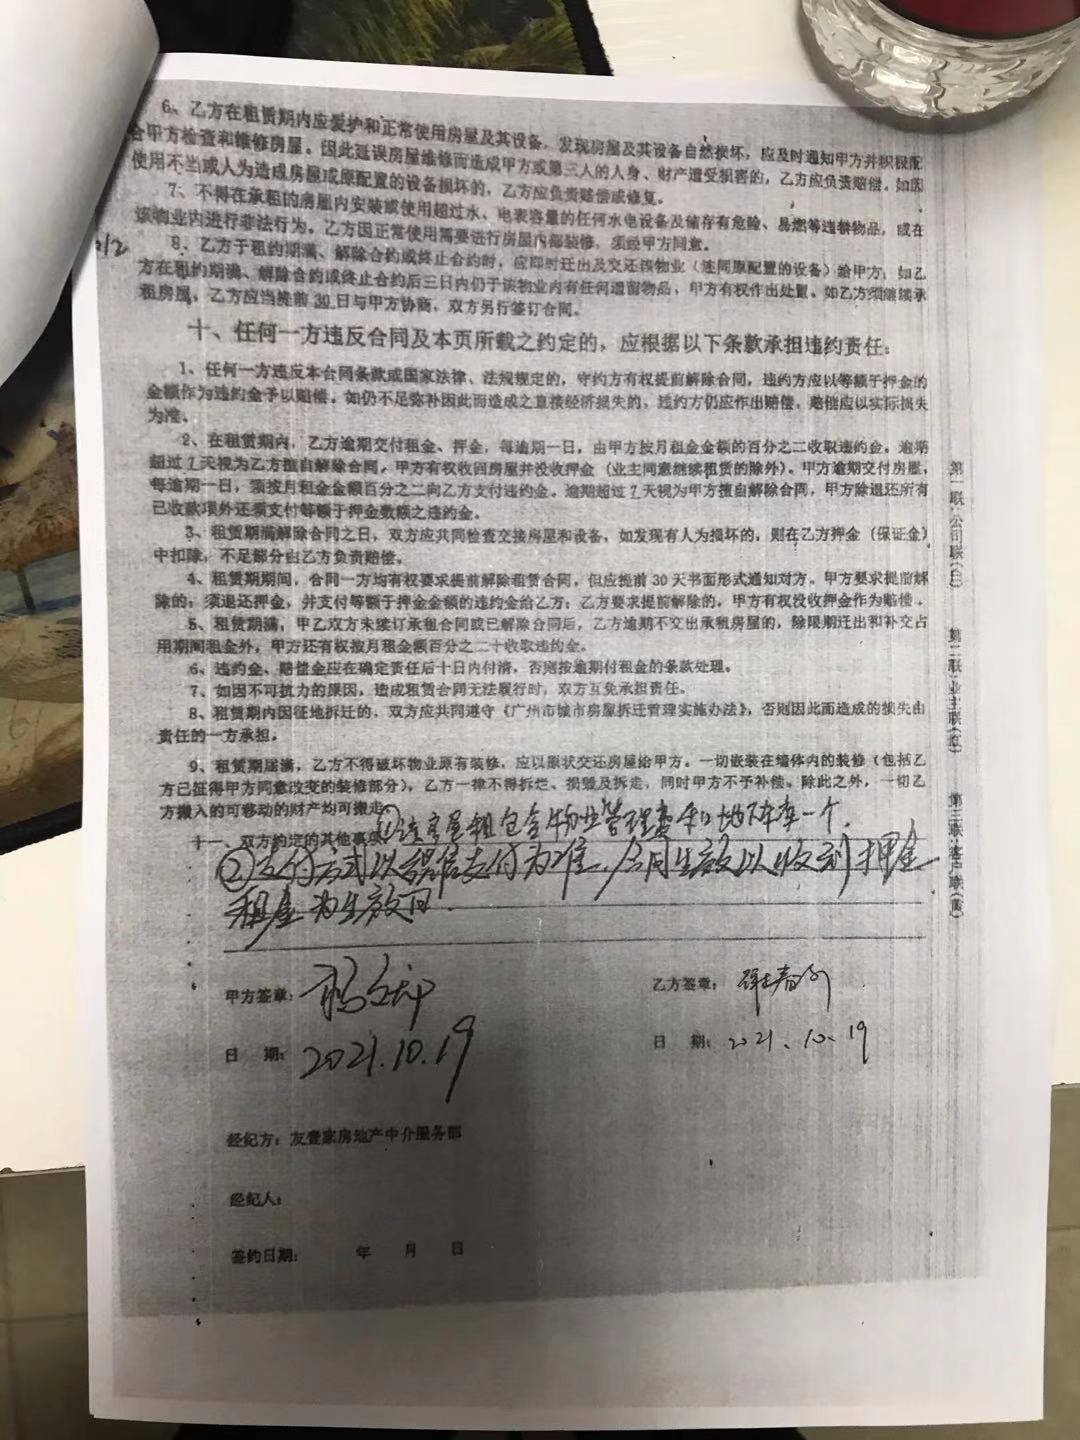 6、乙方在租赁期内应爱护和正常使用房屋及其设备，发现房屋及其设备自然损坏，应及时通知甲方并积极配
合甲方检查和维修房屋。因此延误房屋维修而造成甲方或第三人的人身、财产遭受损害的，乙方应负责赔偿。如因
使用不当或人为造成房屋或原配置的设备损坏的，乙方应负责赔偿或修复。
7、不得在承租的房屋内安装或使用超过水、电表容量的任何水电设备及储存有危险、易燃等违禁物品，或在
该物业内进行非法行为。乙方因正常使用需要进行房屋内部装修，须经甲方同意。
8、乙方于租约期满、解除合约或终止合约时，应即时迁出及交还该物业（连同原配置的设备）给甲方；如乙
方在租约期满、解除合约或终止合约后三日内仍于该物业内有任何遗留物品，甲方有权作出处置。如乙方须继续承
租房屋，乙方应当提前 30 日与甲方协商，双方另行签订合同。
十、任何一方违反合同及本页所载之约定的，应根据以下条款承担违约责任：
1、任何一方违反本合同条款或国家法律、法规规定的，守约方有权提前解除合同，违约方应以等额于押金的
金额作为违约金予以赔偿。如仍不足弥补因此而造成之直接经济损失的，违约方仍应作出赔偿，赔偿应以实际损失
为准。
2、在租赁期内，乙方逾期交付租金、押金，每逾期一日，由甲方按月租金金额的百分之二收取违约金。逾期
超过 7 天视为乙方擅自解除合同，甲方有权收回房屋并没收押金（业主同意继续租赁的除外）。甲方逾期交付房屋，
每逾期一日，须按月租金金额百分之二向乙方支付违约金。逾期超过 7 天视为甲方擅自解除合同，甲方除退还所有
已收款项外还须支付等额于押金数额之违约金。
3、租赁期满解除合同之日，双方应共同检查交接房屋和设备，如发现有人为损坏的，则在乙方押金（保证金）
中扣除，不足部分由乙方负责赔偿。
4、租赁期期间，合同一方均有权要求提前解除租赁合同，但应提前 30 天书面形式通知对方。甲方要求提前解
除的：须退还押金，并支付等额于押金金额的违约金给乙方；乙方要求提前解除的，甲方有权没收押金作为赔偿。
5、租赁期满，甲乙双方未续订承租合同或已解除合同后，乙方逾期不交出承租房屋的，除限期迁出和补交占
用期间租金外，甲方还有权按月租金额百分之二十收取违约金。
6、违约金、赔偿金应在确定责任后十日内付清，否则按逾期付租金的条款处理。
7、如因不可抗力的原因，造成租赁合同无法履行时，双方互免承担责任。
8、租赁期内因征地拆迁的，双方应共同遵守《广州市城市房屋拆迁管理实施办法》，否则因此而造成的损失由
责任的一方承担。
9、租赁期届满，乙方不得破坏物业原有装修，应以原状交还房屋给甲方。一切嵌装在墙体内的装修（包括乙
方已征得甲方同意改变的装修部分），乙方一律不得拆烂、损毁及拆走，同时甲方不予补偿。除此之外，一切乙
方搬入的可移动的财产均可搬走。
十一、双方约定的其他事项：①该房屋租包含物业管理费和地下车库一个.
②支付方式以微信支付为准，合同生效以收到押金
租金为生效日.
甲方签章：
乙方签章：
日 期：2021.10.19
日 期：2021.10.19
经纪方：友壹家房地产中介服务部
经纪人：
签约日期： 年 月 日
第一联:公司联(白)
第二联:业主联(红)
第三联:客户联(黄)